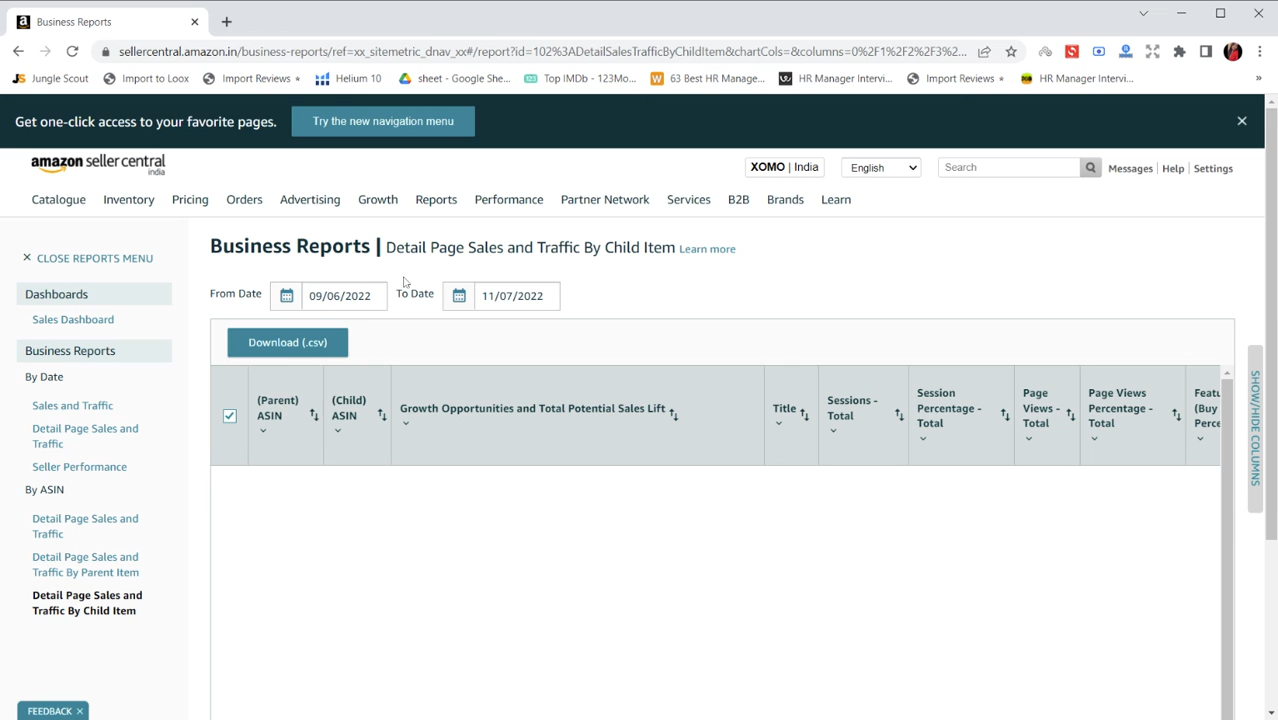 Business Reports
sellercentral.amazon.in/business-reports/ref=xx_sitemetric_dnav_xx#/report?id=102%3ADetailSalesTrafficByChildItem&chartCols=&columns=0%2F1%2F2%2F3%2...
Jungle Scout
Import to Loox
Import Reviews
Helium 10
sheet - Google She...
Top IMDb - 123Mo...
63 Best HR Manage...
HR Manager Intervi...
Import Reviews
HR Manager Intervi...
»
Get one-click access to your favorite pages.
Try the new navigation menu
amazon seller central
india
XOMO | India
English
Search
Messages | Help | Settings
Catalogue
Inventory
Pricing
Orders
Advertising
Growth
Reports
Performance
Partner Network
Services
B2B
Brands
Learn
CLOSE REPORTS MENU
Dashboards
Sales Dashboard
Business Reports
By Date
Sales and Traffic
Detail Page Sales and
Traffic
Seller Performance
By ASIN
Detail Page Sales and
Traffic
Detail Page Sales and
Traffic By Parent Item
Detail Page Sales and
Traffic By Child Item
FEEDBACK
Business Reports | Detail Page Sales and Traffic By Child Item Learn more
From Date
09/06/2022
To Date
11/07/2022
Download (.csv)
(Parent)
ASIN
(Child)
ASIN
Growth Opportunities and Total Potential Sales Lift
Title
Sessions -
Total
Session
Percentage -
Total
Page
Views -
Total
Page Views
Percentage -
Total
Featu
(Buy
Perce
SHOW/HIDE COLUMNS